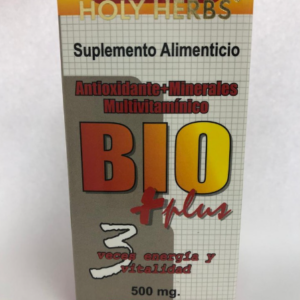 HOLY HERBS
Suplemento Alimenticio
Antioxidante+Minerales
Multivitamínico
BIO
+plus
3
veces energía y
vitalidad
500 mg.